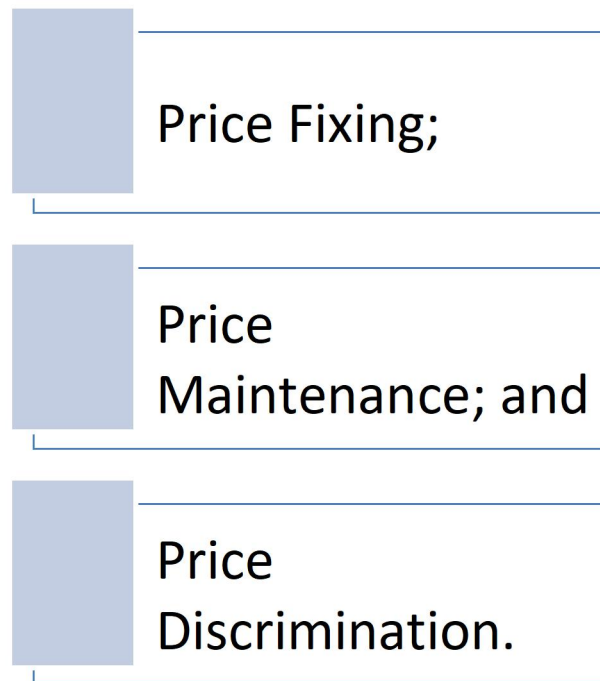 Price Fixing;
Price
Maintenance; and
Price
Discrimination.